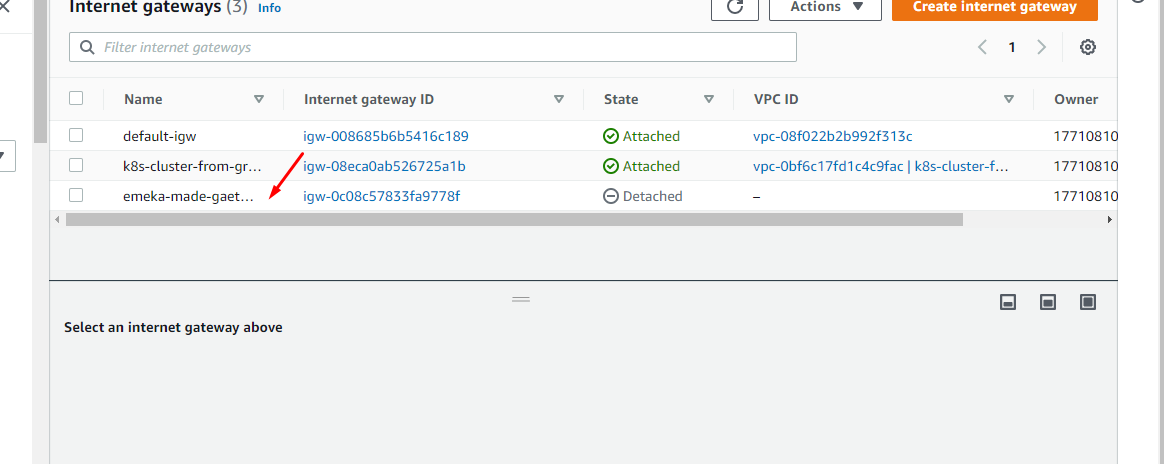 Internet gateways (3) Info
Actions
Create internet gateway
Filter internet gateways
1
Name Internet gateway ID State VPC ID Owner
default-igw igw-008685b6b5416c189 Attached vpc-08f022b2b992f313c 17710810
k8s-cluster-from-gr... igw-08eca0ab526725a1b Attached vpc-0bf6c17fd1c4c9fac | k8s-cluster-f... 17710810
emeka-made-gaet... igw-0c08c57833fa9778f Detached – 17710810
Select an internet gateway above